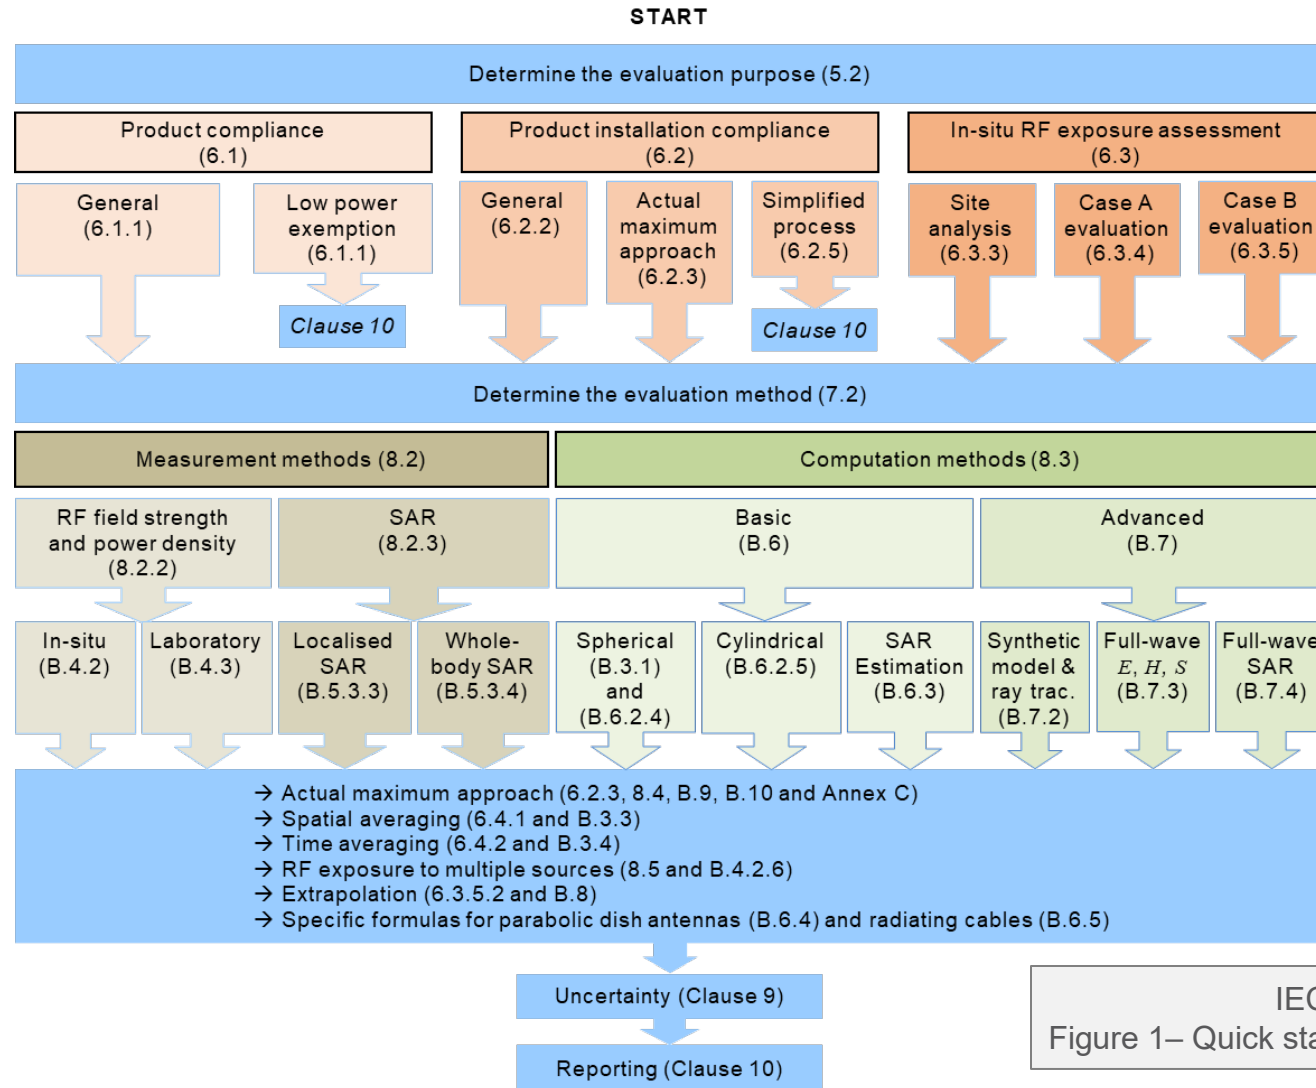 START
Determine the evaluation purpose (5.2)
Product compliance
(6.1)
Product installation compliance
(6.2)
In-situ RF exposure assessment
(6.3)
General
(6.1.1)
Low power
exemption
(6.1.1)
Clause 10
General
(6.2.2)
Actual
maximum
approach
(6.2.3)
Simplified
process
(6.2.5)
Clause 10
Site
analysis
(6.3.3)
Case A
evaluation
(6.3.4)
Case B
evaluation
(6.3.5)
Determine the evaluation method (7.2)
Measurement methods (8.2)
Computation methods (8.3)
RF field strength
and power density
(8.2.2)
SAR
(8.2.3)
Basic
(B.6)
Advanced
(B.7)
In-situ
(B.4.2)
Laboratory
(B.4.3)
Localised
SAR
(B.5.3.3)
Whole-
body SAR
(B.5.3.4)
Spherical
(B.3.1)
and
(B.6.2.4)
Cylindrical
(B.6.2.5)
SAR
Estimation
(B.6.3)
Synthetic
model &
ray trac.
(B.7.2)
Full-wave
E, H, S
(B.7.3)
Full-wave
SAR
(B.7.4)
→ Actual maximum approach (6.2.3, 8.4, B.9, B.10 and Annex C)
→ Spatial averaging (6.4.1 and B.3.3)
→ Time averaging (6.4.2 and B.3.4)
→ RF exposure to multiple sources (8.5 and B.4.2.6)
→ Extrapolation (6.3.5.2 and B.8)
→ Specific formulas for parabolic dish antennas (B.6.4) and radiating cables (B.6.5)
Uncertainty (Clause 9)
Reporting (Clause 10)
Figure 1– Quick